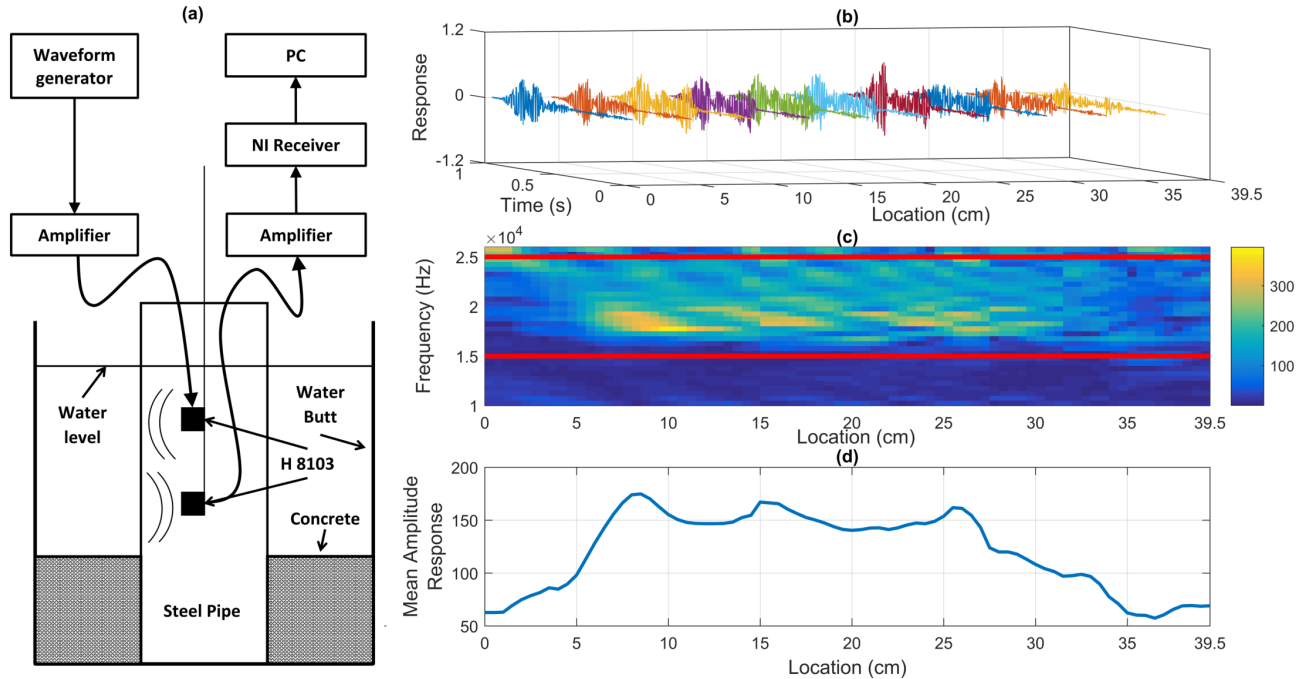 (a)
Waveform
generator
PC
NI Receiver
Amplifier
Amplifier
Water
level
Water
Butt
H 8103
Concrete
Steel Pipe
(b)
Response
1.2
0
-1.2
1
0.5
0
Time (s)
0
5
10
15
20
25
30
35
39.5
Location (cm)
(c)
× 10⁴
Frequency (Hz)
2.5
2
1.5
1
0
5
10
15
20
25
30
35
39.5
Location (cm)
300
200
100
(d)
Mean Amplitude
Response
200
150
100
50
0
5
10
15
20
25
30
35
39.5
Location (cm)